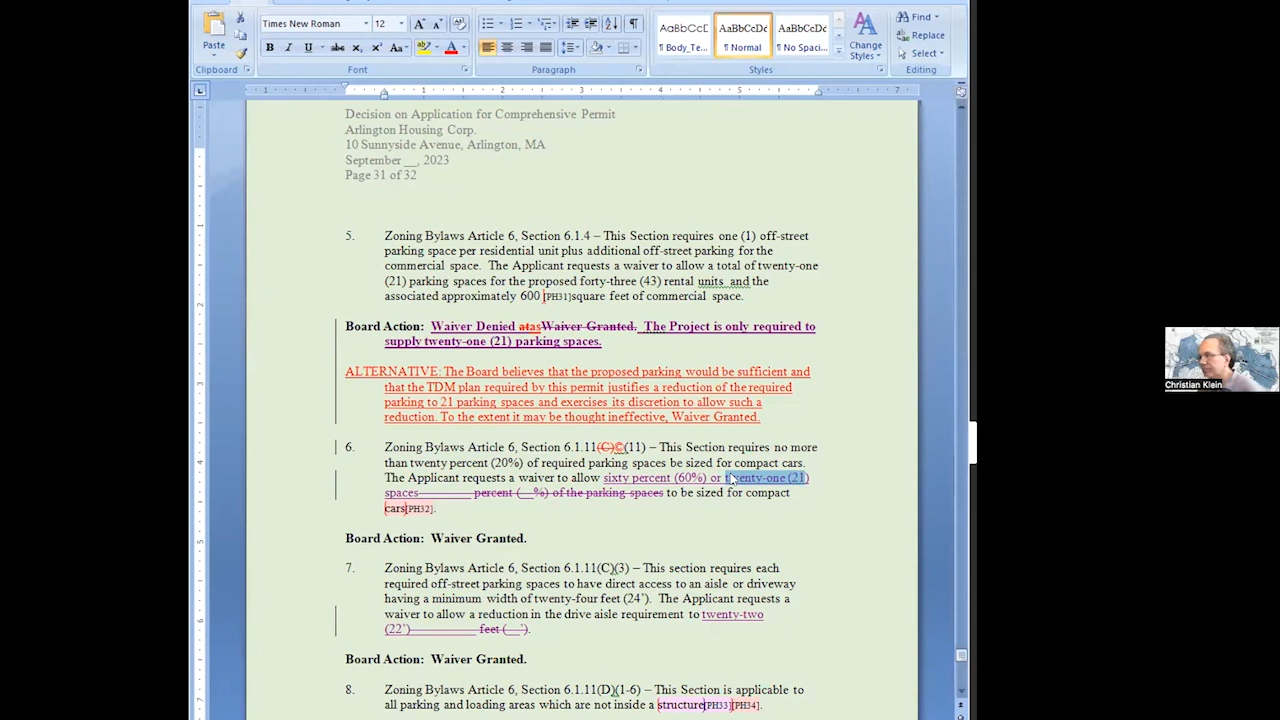 Times New Roman
12
Paste
Clipboard
Font
Paragraph
AaBbCcDc
AaBbCcDc
AaBbCcDc
¶ Body_Te...
¶ Normal
¶ No Spaci...
Change
Styles
Styles
Find
Replace
Select
Editing
1 1 2 3 4 5 7
Decision on Application for Comprehensive Permit
Arlington Housing Corp.
10 Sunnyside Avenue, Arlington, MA
September __, 2023
Page 31 of 32
5. Zoning Bylaws Article 6, Section 6.1.4 – This Section requires one (1) off-street
parking space per residential unit plus additional off-street parking for the
commercial space. The Applicant requests a waiver to allow a total of twenty-one
(21) parking spaces for the proposed forty-three (43) rental units and the
associated approximately 600 [PH31]square feet of commercial space.
Board Action: Waiver Denied atasWaiver Granted. The Project is only required to
supply twenty-one (21) parking spaces.
ALTERNATIVE: The Board believes that the proposed parking would be sufficient and
that the TDM plan required by this permit justifies a reduction of the required
parking to 21 parking spaces and exercises its discretion to allow such a
reduction. To the extent it may be thought ineffective, Waiver Granted.
6. Zoning Bylaws Article 6, Section 6.1.11(C)©(11) – This Section requires no more
than twenty percent (20%) of required parking spaces be sized for compact cars.
The Applicant requests a waiver to allow sixty percent (60%) or twenty-one (21)
spaces________ percent (__%) of the parking spaces to be sized for compact
cars[PH32].
Board Action: Waiver Granted.
7. Zoning Bylaws Article 6, Section 6.1.11(C)(3) – This section requires each
required off-street parking spaces to have direct access to an aisle or driveway
having a minimum width of twenty-four feet (24’). The Applicant requests a
waiver to allow a reduction in the drive aisle requirement to twenty-two
(22’)__________ feet (__’).
Board Action: Waiver Granted.
8. Zoning Bylaws Article 6, Section 6.1.11(D)(1-6) – This Section is applicable to
all parking and loading areas which are not inside a structure[PH33][PH34].
Christian Klein